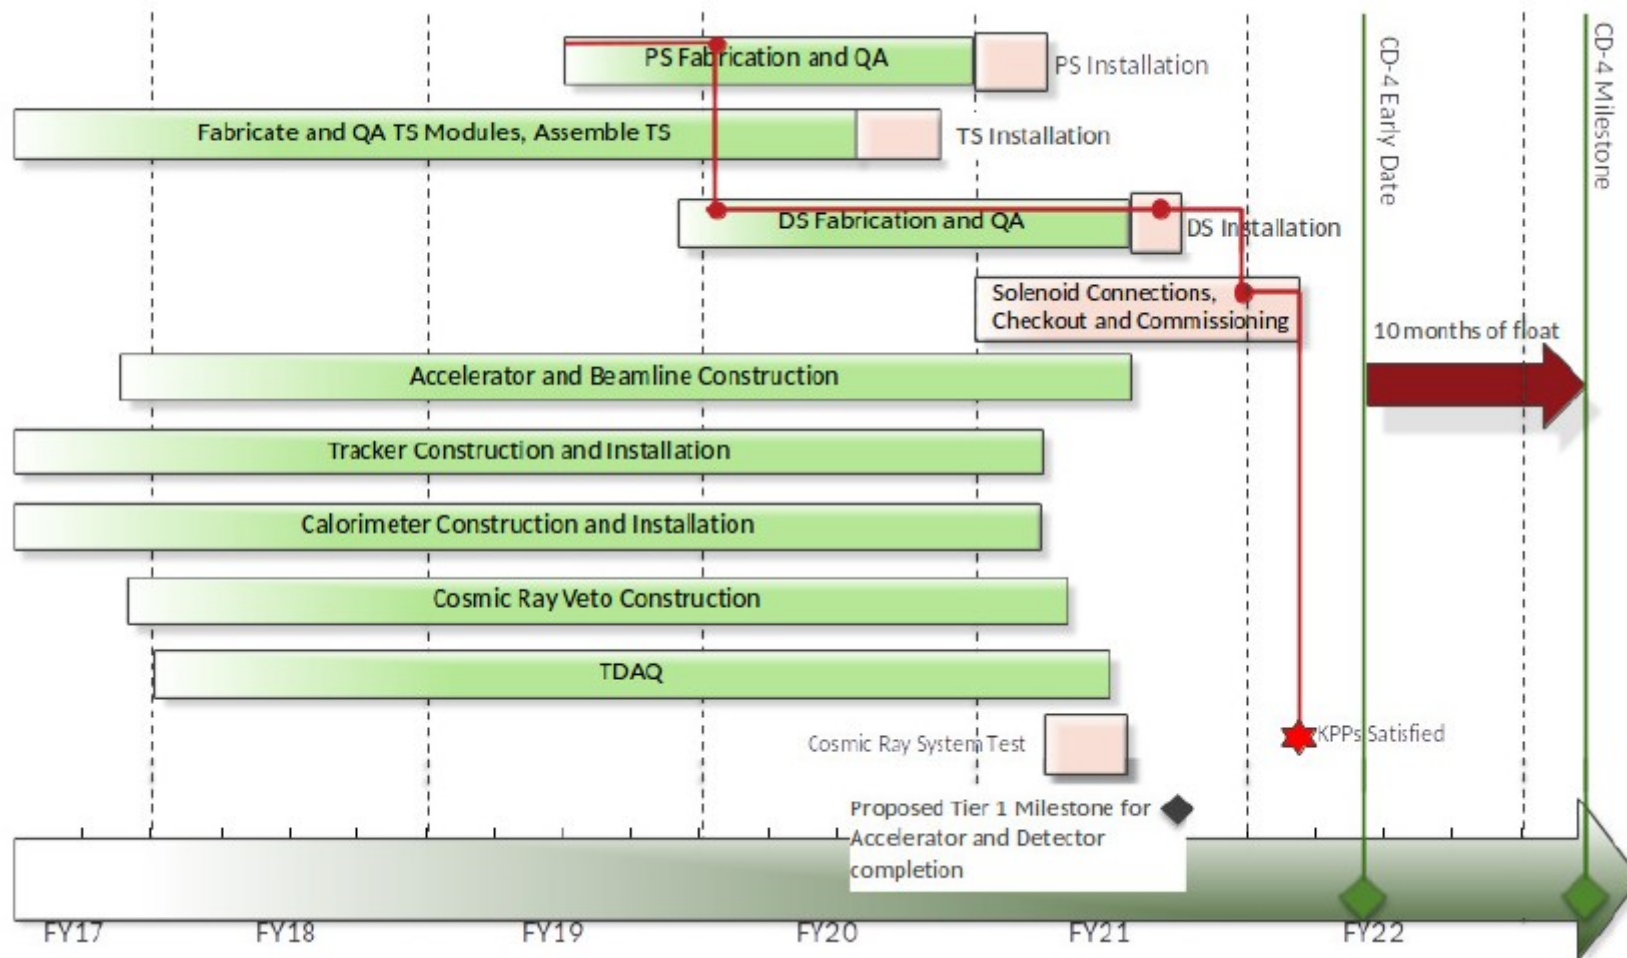 PS Fabrication and QA
PS Installation
CD-4 Early Date
CD-4 Milestone
Fabricate and QA TS Modules, Assemble TS
TS Installation
DS Fabrication and QA
DS Installation
Solenoid Connections,
Checkout and Commissioning
10 months of float
Accelerator and Beamline Construction
Tracker Construction and Installation
Calorimeter Construction and Installation
Cosmic Ray Veto Construction
TDAQ
Cosmic Ray System Test
KPPs Satisfied
Proposed Tier 1 Milestone for
Accelerator and Detector
completion
FY17
FY18
FY19
FY20
FY21
FY22